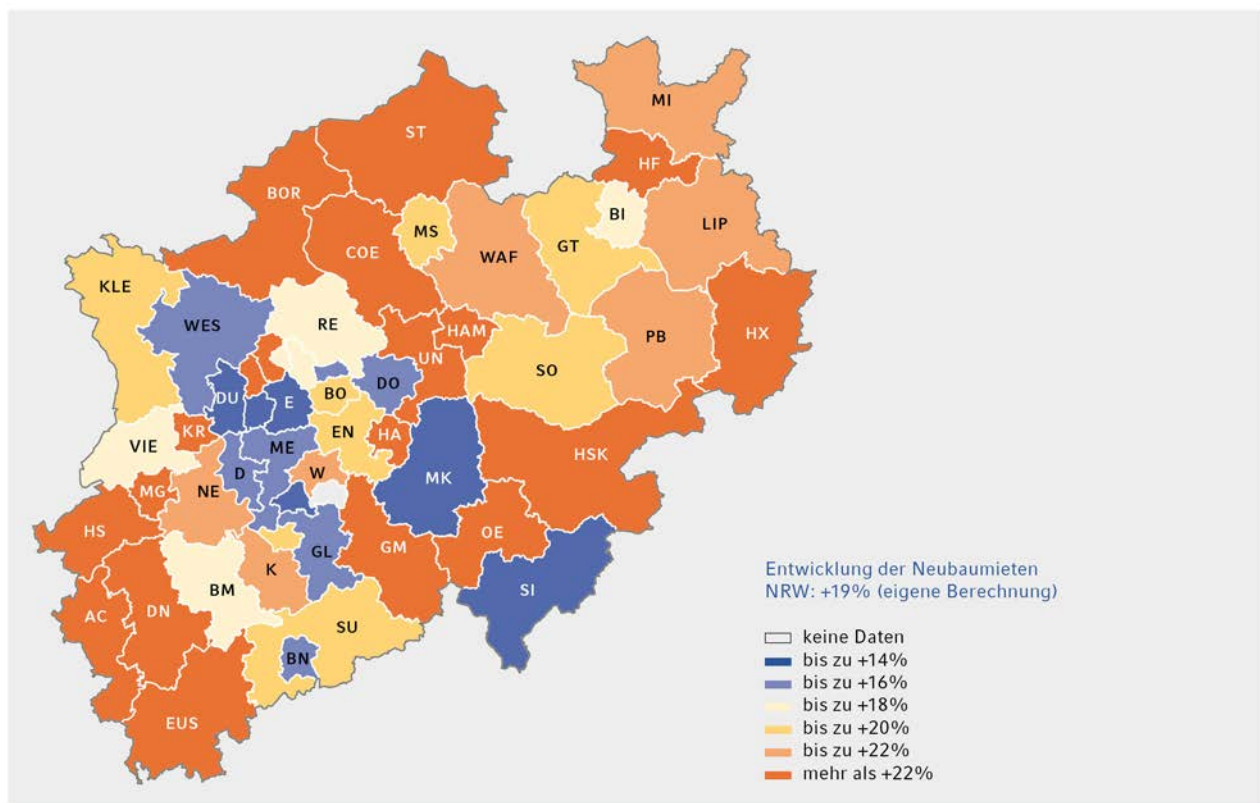 MI
ST
HF
BOR
BI
MS
LIP
GT
COE
WAF
KLE
WES
RE
HAM
HX
PB
UN
SO
DO
DU
E
BO
KR
EN
HA
VIE
ME
HSK
D
W
MK
MG
NE
HS
OE
GM
GL
K
SI
BM
DN
AC
SU
BN
EUS
Entwicklung der Neubaumieten
NRW: +19% (eigene Berechnung)
keine Daten
bis zu +14%
bis zu +16%
bis zu +18%
bis zu +20%
bis zu +22%
mehr als +22%